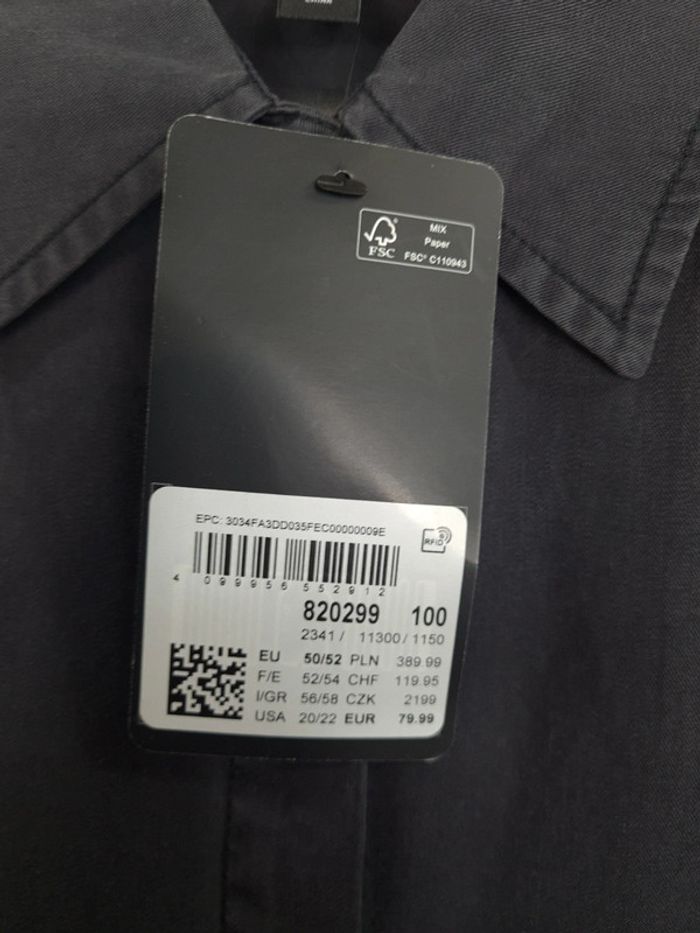 CHINA
MIX
Paper
FSC® C110943
FSC
EPC: 3034FA3DD035FEC00000009E
RFID
4 099956 552912
820299 100
2341 / 11300 / 1150
EU 50/52 PLN 389.99
F/E 52/54 CHF 119.95
I/GR 56/58 CZK 2199
USA 20/22 EUR 79.99